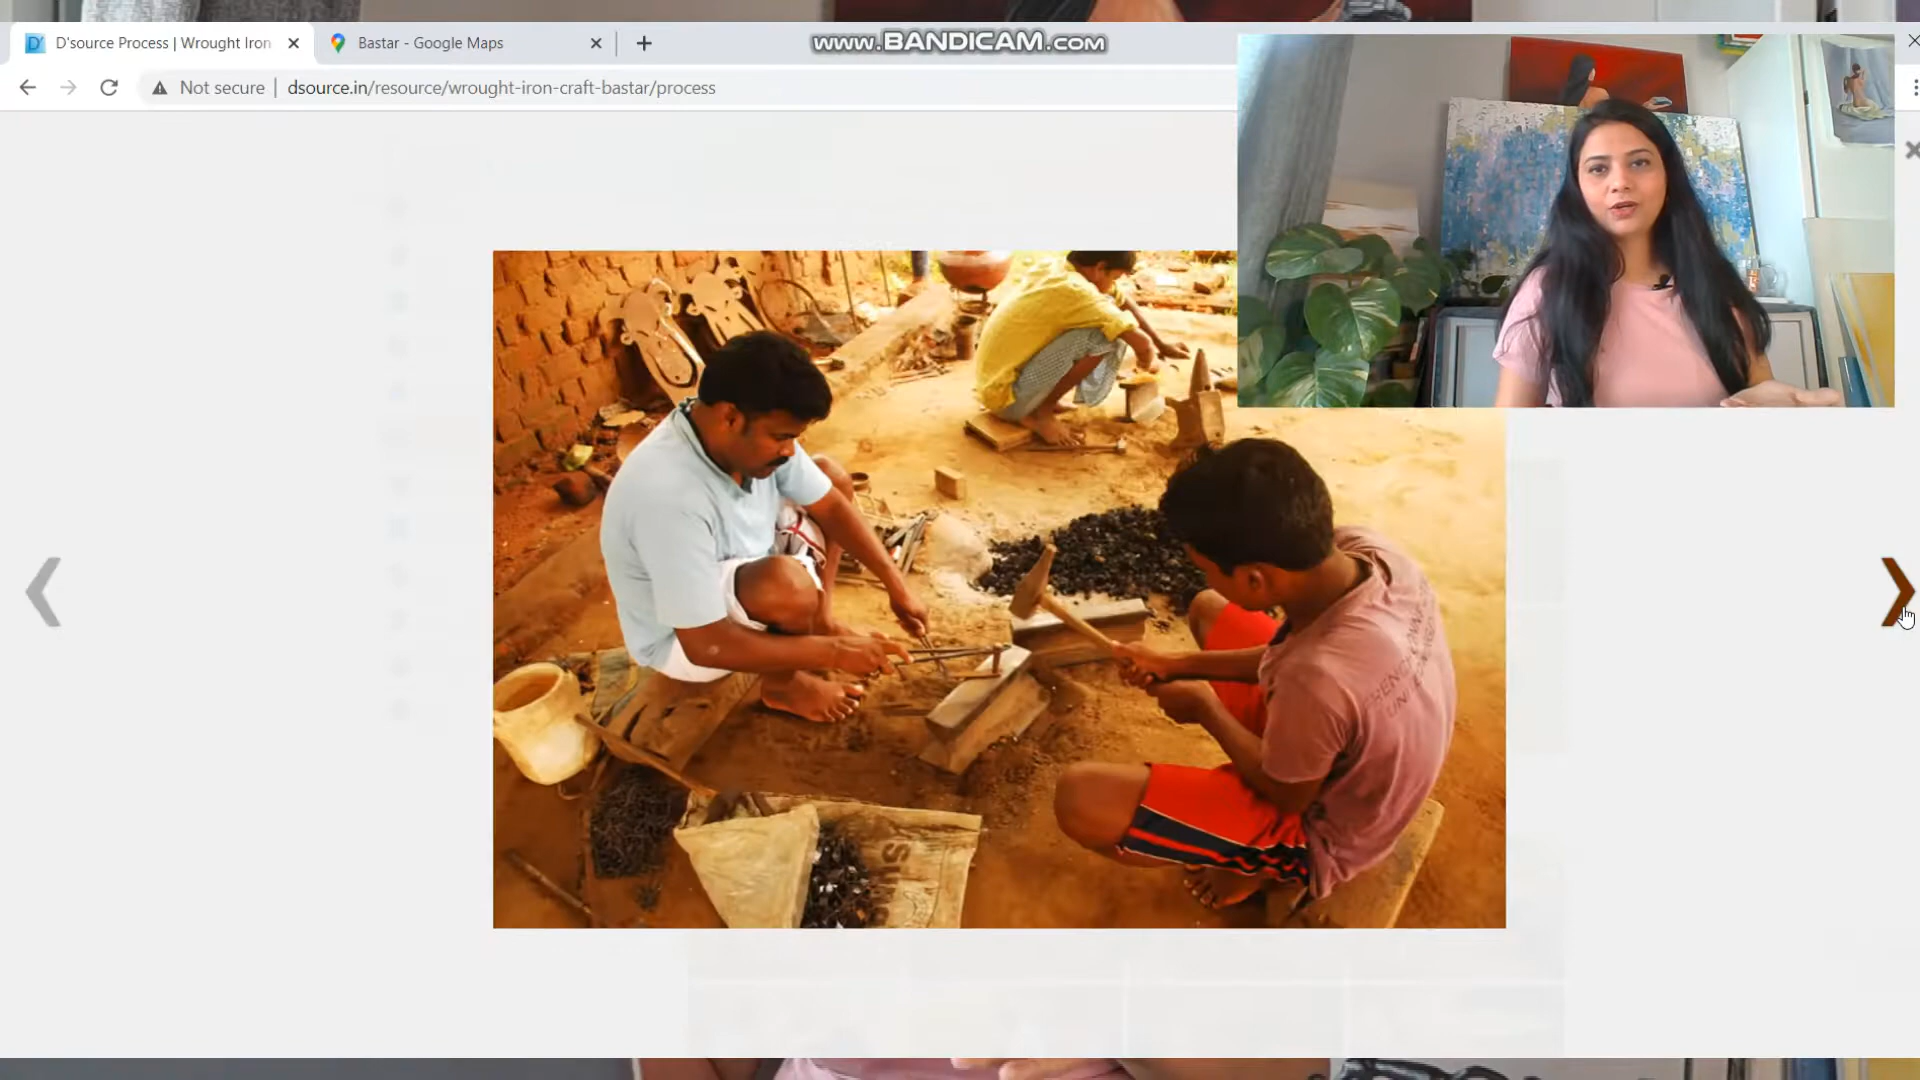 D'source Process | Wrought Iron
Bastar - Google Maps
www.BANDICAM.com
Not secure
dsource.in/resource/wrought-iron-craft-bastar/process